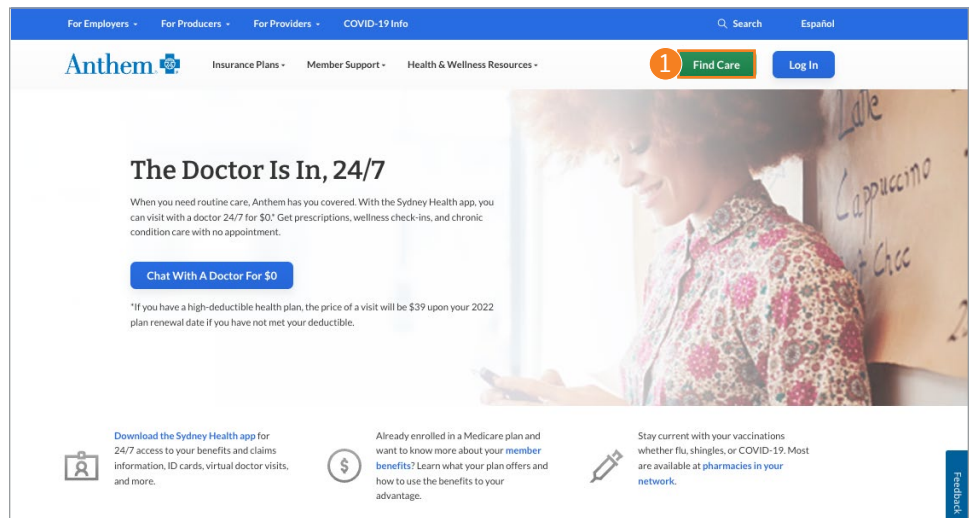 For Employers For Producers For Providers COVID-19 Info Search Español
Anthem Insurance Plans Member Support Health & Wellness Resources 1 Find Care Log In
The Doctor Is In, 24/7
When you need routine care, Anthem has you covered. With the Sydney Health app, you
can visit with a doctor 24/7 for $0.* Get prescriptions, wellness check-ins, and chronic
condition care with no appointment.
Chat With A Doctor For $0
*If you have a high-deductible health plan, the price of a visit will be $39 upon your 2022
plan renewal date if you have not met your deductible.
Latte
Cappuccino
Download the Sydney Health app for
24/7 access to your benefits and claims
information, ID cards, virtual doctor visits,
and more.
Already enrolled in a Medicare plan and
want to know more about your member
benefits? Learn what your plan offers and
how to use the benefits to your
advantage.
Stay current with your vaccinations
whether flu, shingles, or COVID-19. Most
are available at pharmacies in your
network.
Feedback